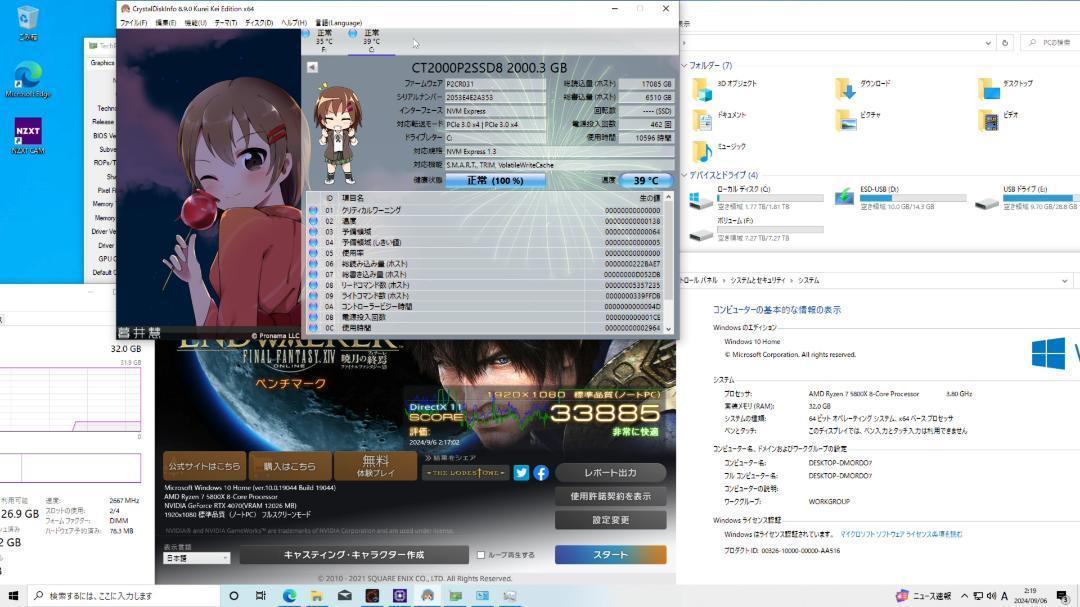 ごみ箱
Microsoft Edge
NZXT
NZXT CAM
CrystalDiskInfo 8.9.0 Kurei Kei Edition x64
ファイル(F) 編集(E) 機能(U) テーマ(T) ディスク(D) ヘルプ(H) 言語(Language)
正常
35 °C
F:
正常
39 °C
C:
CT2000P2SSD8 2000.3 GB
ファームウェア P2CR031
シリアルナンバー 2053E4E2A353
インターフェース NVM Express
対応転送モード PCIe 3.0 x4 | PCIe 3.0 x4
ドライブレター C:
対応規格 NVM Express 1.3
対応機能 S.M.A.R.T., TRIM, VolatileWriteCache
総読込量 (ホスト) 17085 GB
総書込量 (ホスト) 6510 GB
回転数 ---- (SSD)
電源投入回数 462 回
使用時間 10596 時間
健康状態 正常 (100 %)
温度 39 °C
ID 項目名 生の値
01 クリティカルワーニング 00000000000000
02 温度 00000000000138
03 予備領域 00000000000064
04 予備領域 (しきい値) 00000000000005
05 使用率 00000000000000
06 総読み込み量 (ホスト) 0000000222BAE7
07 総書き込み量 (ホスト) 00000000D052DB
08 リードコマンド数 (ホスト) 00000005357235
09 ライトコマンド数 (ホスト) 0000000339FFDB
0A コントローラービジー時間 0000000000094D
0B 電源投入回数 000000000001CE
0C 使用時間 00000000002964
暮井慧
© Pronama LLC
Graphics
Release
BIOS V
ROPs/T
Pixel F
Memory
Memory
Driver Ve
Driver
GPU C
Default C
表示
PCの検索
フォルダー (7)
3D オブジェクト
ダウンロード
デスクトップ
ドキュメント
ピクチャ
ビデオ
ミュージック
デバイスとドライブ (4)
ローカル ディスク (C:)
空き領域 1.77 TB/1.81 TB
ESD-USB (D:)
空き領域 10.0 GB/14.3 GB
USB ドライブ (E:)
空き領域 9.70 GB/28.8 GB
ボリューム (F:)
空き領域 7.27 TB/7.27 TB
ロール パネル › システムとセキュリティ › システム
コンピューターの基本的な情報の表示
Windows のエディション
Windows 10 Home
© Microsoft Corporation. All rights reserved.
システム
プロセッサ: AMD Ryzen 7 5800X 8-Core Processor 3.80 GHz
実装メモリ (RAM): 32.0 GB
システムの種類: 64 ビット オペレーティング システム、x64 ベース プロセッサ
ペンとタッチ: このディスプレイでは、ペン入力とタッチ入力は利用できません
コンピューター名、ドメインおよびワークグループの設定
コンピューター名: DESKTOP-DMORDO7
フル コンピューター名: DESKTOP-DMORDO7
コンピューターの説明:
ワークグループ: WORKGROUP
Windows ライセンス認証
Windows はライセンス認証されています。 マイクロソフト ソフトウェア ライセンス条項を読む
プロダクト ID: 00326-10000-00000-AA516
32.0 GB
31.9 GB
0
利用可能
26.9 GB
速度: 2667 MHz
スロットの使用: 2/4
フォーム ファクター: DIMM
ハードウェア予約済み: 78.3 MB
ENDWALKER
FINAL FANTASY XIV
ONLINE
暁月の終焉
ベンチマーク
1920×1080 標準品質(ノートPC)
DirectX 11
SCORE 33885
評価: 非常に快適
2024/9/6 2:17:02
公式サイトはこちら
購入はこちら
無料
体験プレイ
結果をシェア
THE LODESTONE
レポート出力
使用許諾契約を表示
設定変更
Microsoft Windows 10 Home (ver.10.0.19044 Build 19044)
AMD Ryzen 7 5800X 8-Core Processor
NVIDIA GeForce RTX 4070(VRAM 12026 MB)
1920x1080 標準品質（ノートPC） フルスクリーンモード
NVIDIA® and NVIDIA GameWorks™ are trademarks of NVIDIA Corporation and are used under license.
表示言語
日本語
キャスティング・キャラクター作成
ループ再生する
スタート
© 2010 - 2021 SQUARE ENIX CO., LTD. All Rights Reserved.
検索するには、ここに入力します
ニュース速報
A
2:19
2024/09/06
3